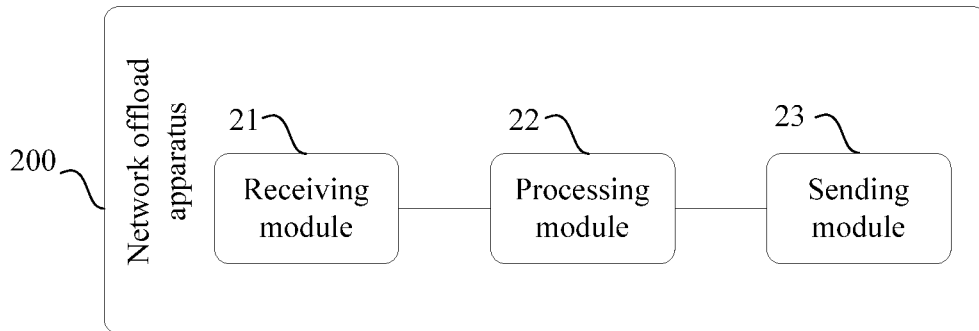 200
Network offload
apparatus
21
Receiving
module
22
Processing
module
23
Sending
module